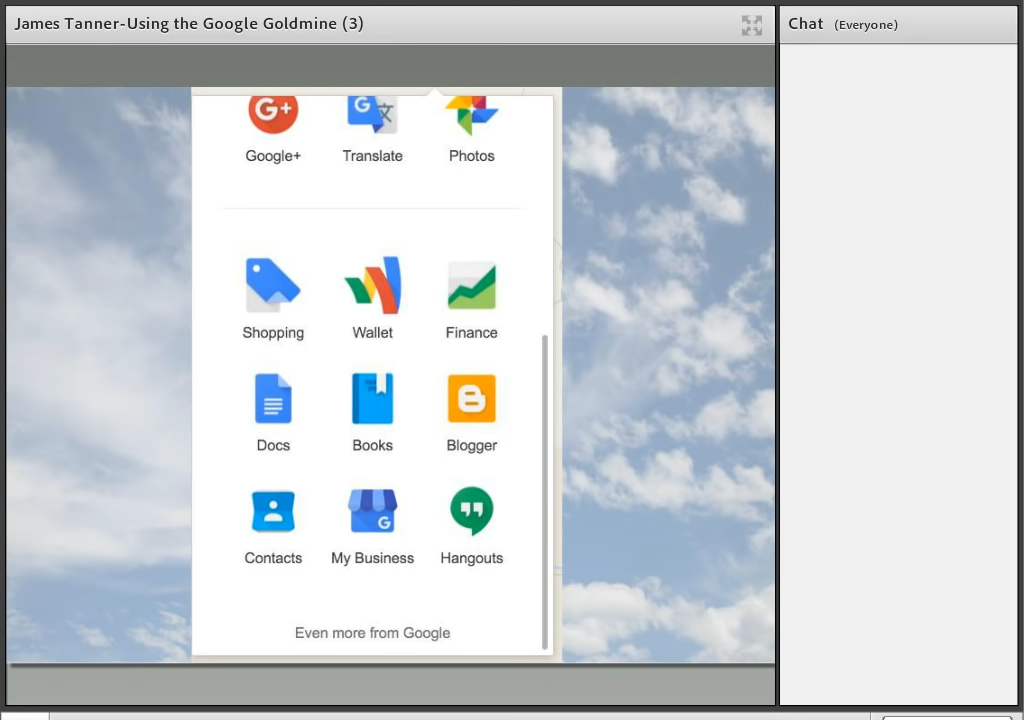 James Tanner-Using the Google Goldmine (3)
Chat (Everyone)
G+
G 文
Google+ Translate Photos
Shopping Wallet Finance
Docs Books Blogger
B
G
Contacts My Business Hangouts
Even more from Google